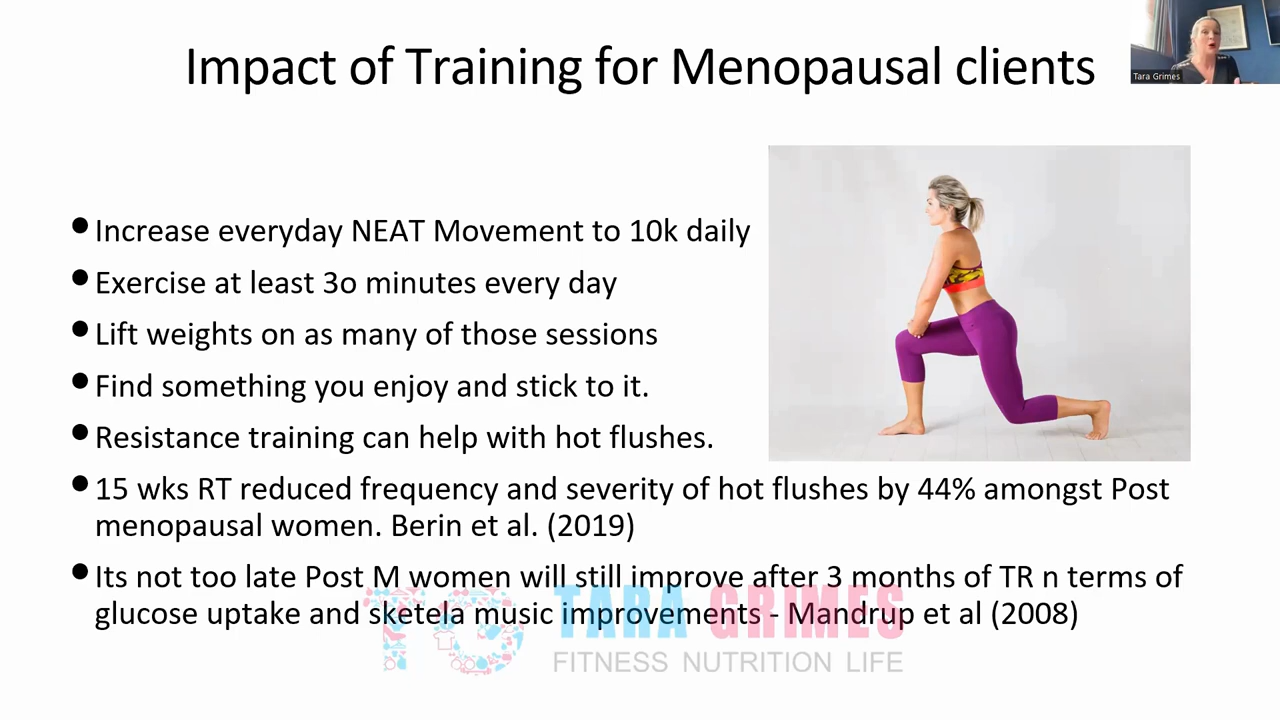 Impact of Training for Menopausal clients
Tara Grimes
•Increase everyday NEAT Movement to 10k daily
•Exercise at least 3o minutes every day
•Lift weights on as many of those sessions
•Find something you enjoy and stick to it.
•Resistance training can help with hot flushes.
•15 wks RT reduced frequency and severity of hot flushes by 44% amongst Post
menopausal women. Berin et al. (2019)
•Its not too late Post M women will still improve after 3 months of TR n terms of
glucose uptake and sketela music improvements - Mandrup et al (2008)
TG TARA GRIMES
FITNESS NUTRITION LIFE